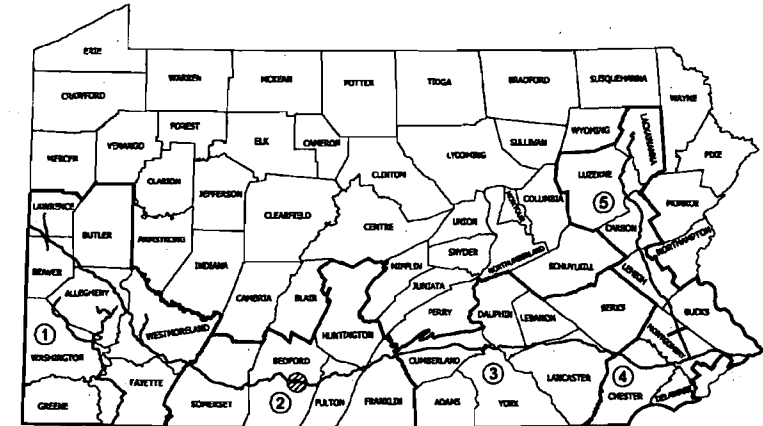 ERIE
WARREN
MCKEAN
POTTER
TIOGA
BRADFORD
SUSQUEHANNA
WAYNE
CRAWFORD
FOREST
VENANGO
ELK
CAMERON
SULLIVAN
WYOMING
LACKAWANNA
PIKE
MERCER
CLARION
JEFFERSON
CLINTON
LYCOMING
LUZERNE
5
MONROE
LAWRENCE
BUTLER
ARMSTRONG
CLEARFIELD
CENTRE
UNION
MONTOUR
COLUMBIA
CARBON
NORTHAMPTON
BEAVER
INDIANA
SNYDER
NORTHUMBERLAND
MIFFLIN
JUNIATA
SCHUYLKILL
LEHIGH
ALLEGHENY
CAMBRIA
BLAIR
HUNTINGTON
PERRY
DAUPHIN
LEBANON
BERKS
BUCKS
1
WASHINGTON
WESTMORELAND
BEDFORD
CUMBERLAND
3
MONTGOMERY
4
GREENE
FAYETTE
SOMERSET
2
FULTON
FRANKLIN
ADAMS
YORK
LANCASTER
CHESTER
DELAWARE